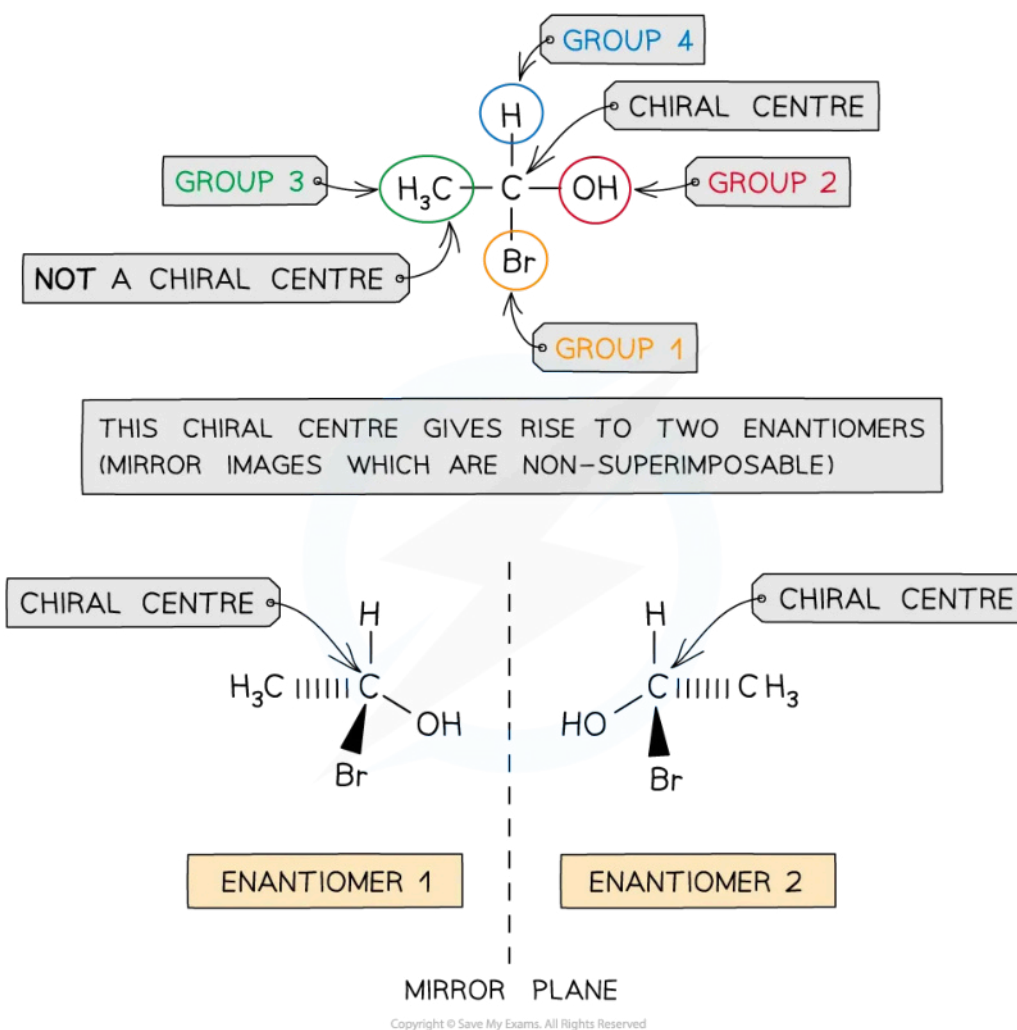 GROUP 4
H
CHIRAL CENTRE
GROUP 3
H₃C
C
OH
GROUP 2
NOT A CHIRAL CENTRE
Br
GROUP 1
THIS CHIRAL CENTRE GIVES RISE TO TWO ENANTIOMERS
(MIRROR IMAGES WHICH ARE NON-SUPERIMPOSABLE)
CHIRAL CENTRE
H
H₃C
C
OH
Br
CHIRAL CENTRE
H
C
CH₃
HO
Br
ENANTIOMER 1
ENANTIOMER 2
MIRROR PLANE
Copyright © Save My Exams. All Rights Reserved